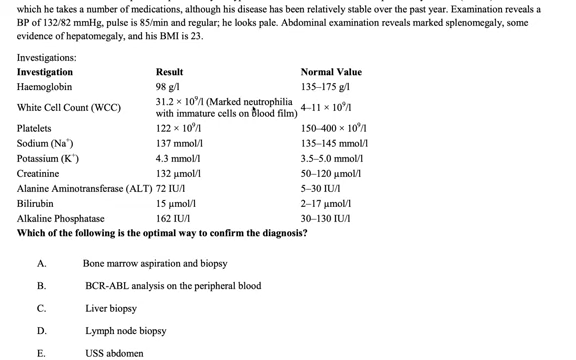 which he takes a number of medications, although his disease has been relatively stable over the past year. Examination reveals a
BP of 132/82 mmHg, pulse is 85/min and regular; he looks pale. Abdominal examination reveals marked splenomegaly, some
evidence of hepatomegaly, and his BMI is 23.
Investigations:
Investigation Result Normal Value
Haemoglobin 98 g/l 135–175 g/l
White Cell Count (WCC) 31.2 × 10⁹/l (Marked neutrophilia with immature cells on blood film) 4–11 × 10⁹/l
Platelets 122 × 10⁹/l 150–400 × 10⁹/l
Sodium (Na⁺) 137 mmol/l 135–145 mmol/l
Potassium (K⁺) 4.3 mmol/l 3.5–5.0 mmol/l
Creatinine 132 μmol/l 50–120 μmol/l
Alanine Aminotransferase (ALT) 72 IU/l 5–30 IU/l
Bilirubin 15 μmol/l 2–17 μmol/l
Alkaline Phosphatase 162 IU/l 30–130 IU/l
Which of the following is the optimal way to confirm the diagnosis?
A. Bone marrow aspiration and biopsy
B. BCR-ABL analysis on the peripheral blood
C. Liver biopsy
D. Lymph node biopsy
E. USS abdomen